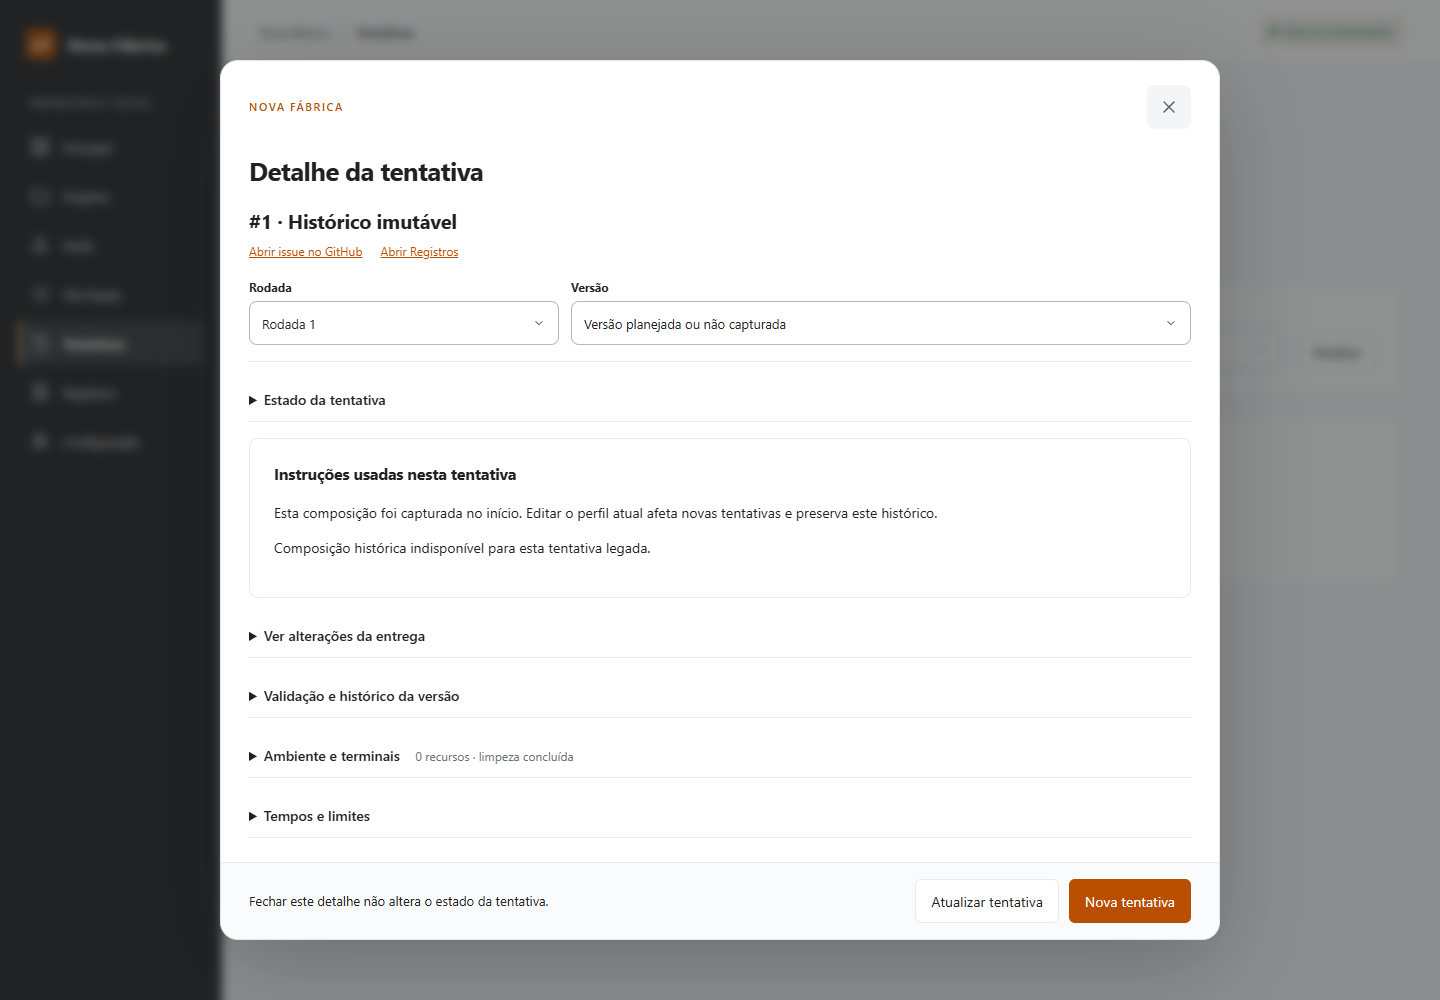 NOVA FÁBRICA
Detalhe da tentativa
#1 · Histórico imutável
Abrir issue no GitHub Abrir Registros
Rodada Versão
Rodada 1 Versão planejada ou não capturada
Estado da tentativa
Instruções usadas nesta tentativa
Esta composição foi capturada no início. Editar o perfil atual afeta novas tentativas e preserva este histórico.
Composição histórica indisponível para esta tentativa legada.
Ver alterações da entrega
Validação e histórico da versão
Ambiente e terminais 0 recursos · limpeza concluída
Tempos e limites
Fechar este detalhe não altera o estado da tentativa. Atualizar tentativa Nova tentativa